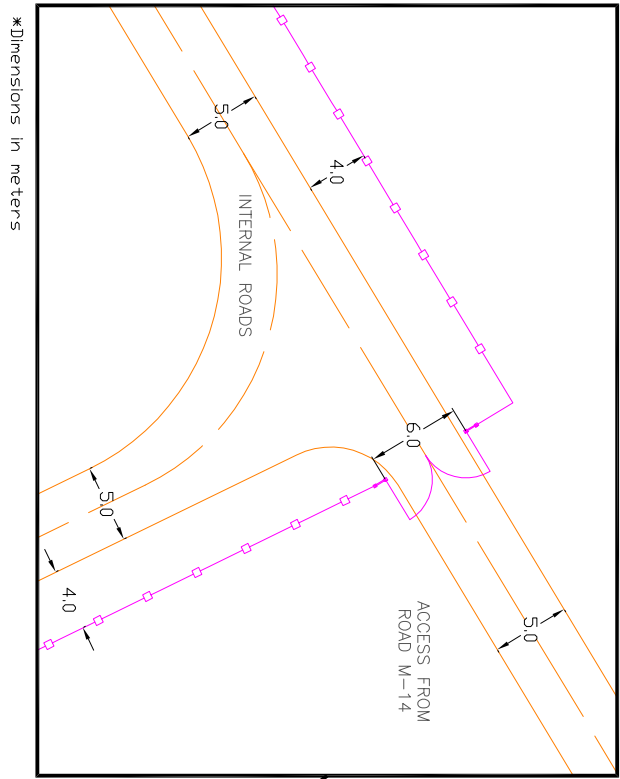 5.0
4.0
INTERNAL ROADS
6.0
5.0
4.0
5.0
ACCESS FROM
ROAD M-14
*Dimensions in meters